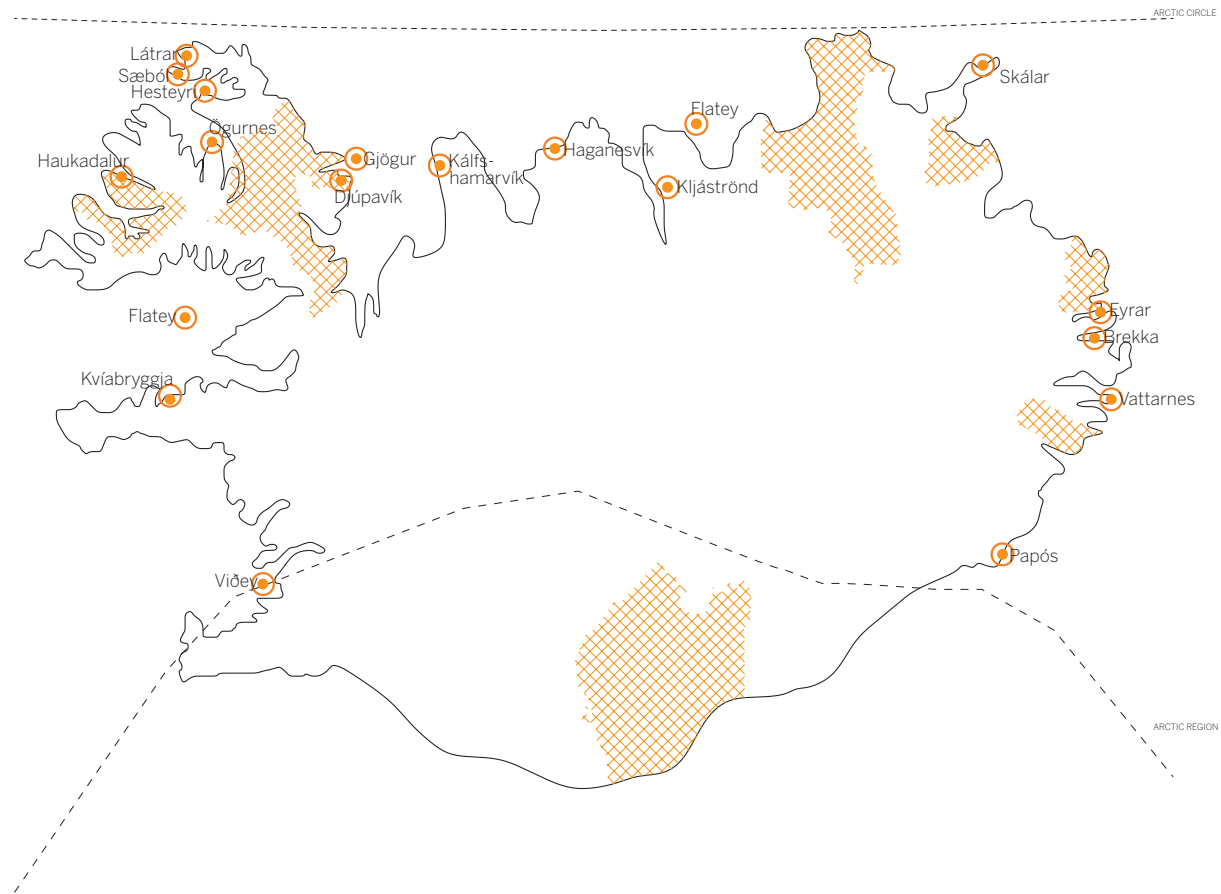 ARCTIC CIRCLE
Látrar
Sæból
Hesteyri
Skálar
Flatey
Ögurnes
Haukadalur
Gjögur
Kálfs-
hamarvík
Haganesvík
Djúpavík
Kljáströnd
Flatey
Eyrar
Brekka
Kvíabryggja
Vattarnes
Papós
Viðey
ARCTIC REGION